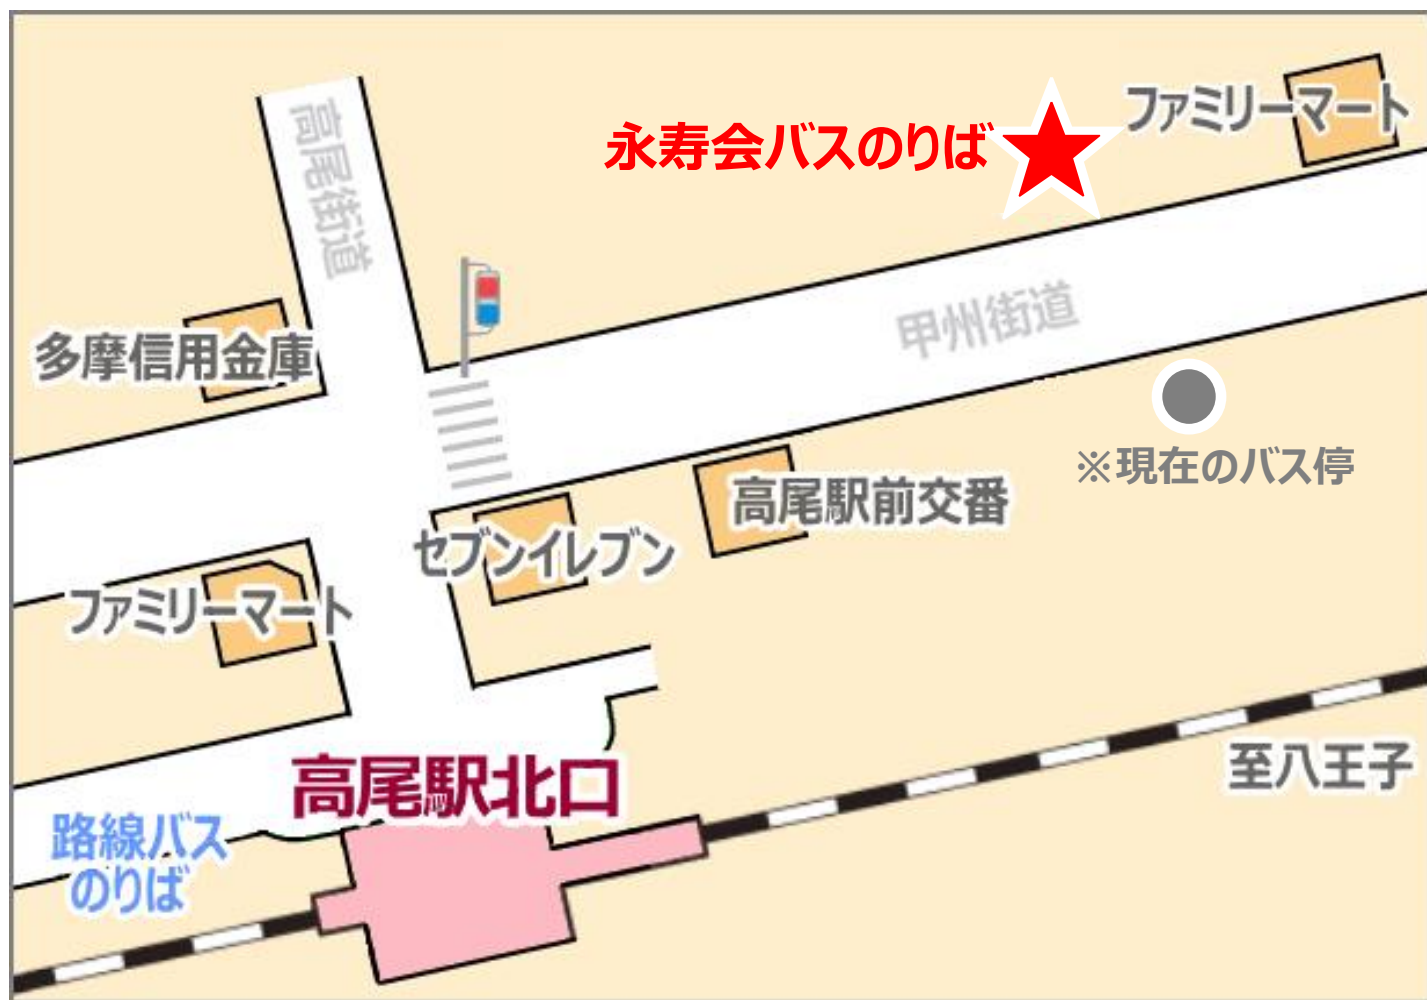 ファミリーマート
永寿会バスのりば
高尾街道
甲州街道
多摩信用金庫
※現在のバス停
高尾駅前交番
セブンイレブン
ファミリーマート
高尾駅北口
至八王子
路線バス
のりば